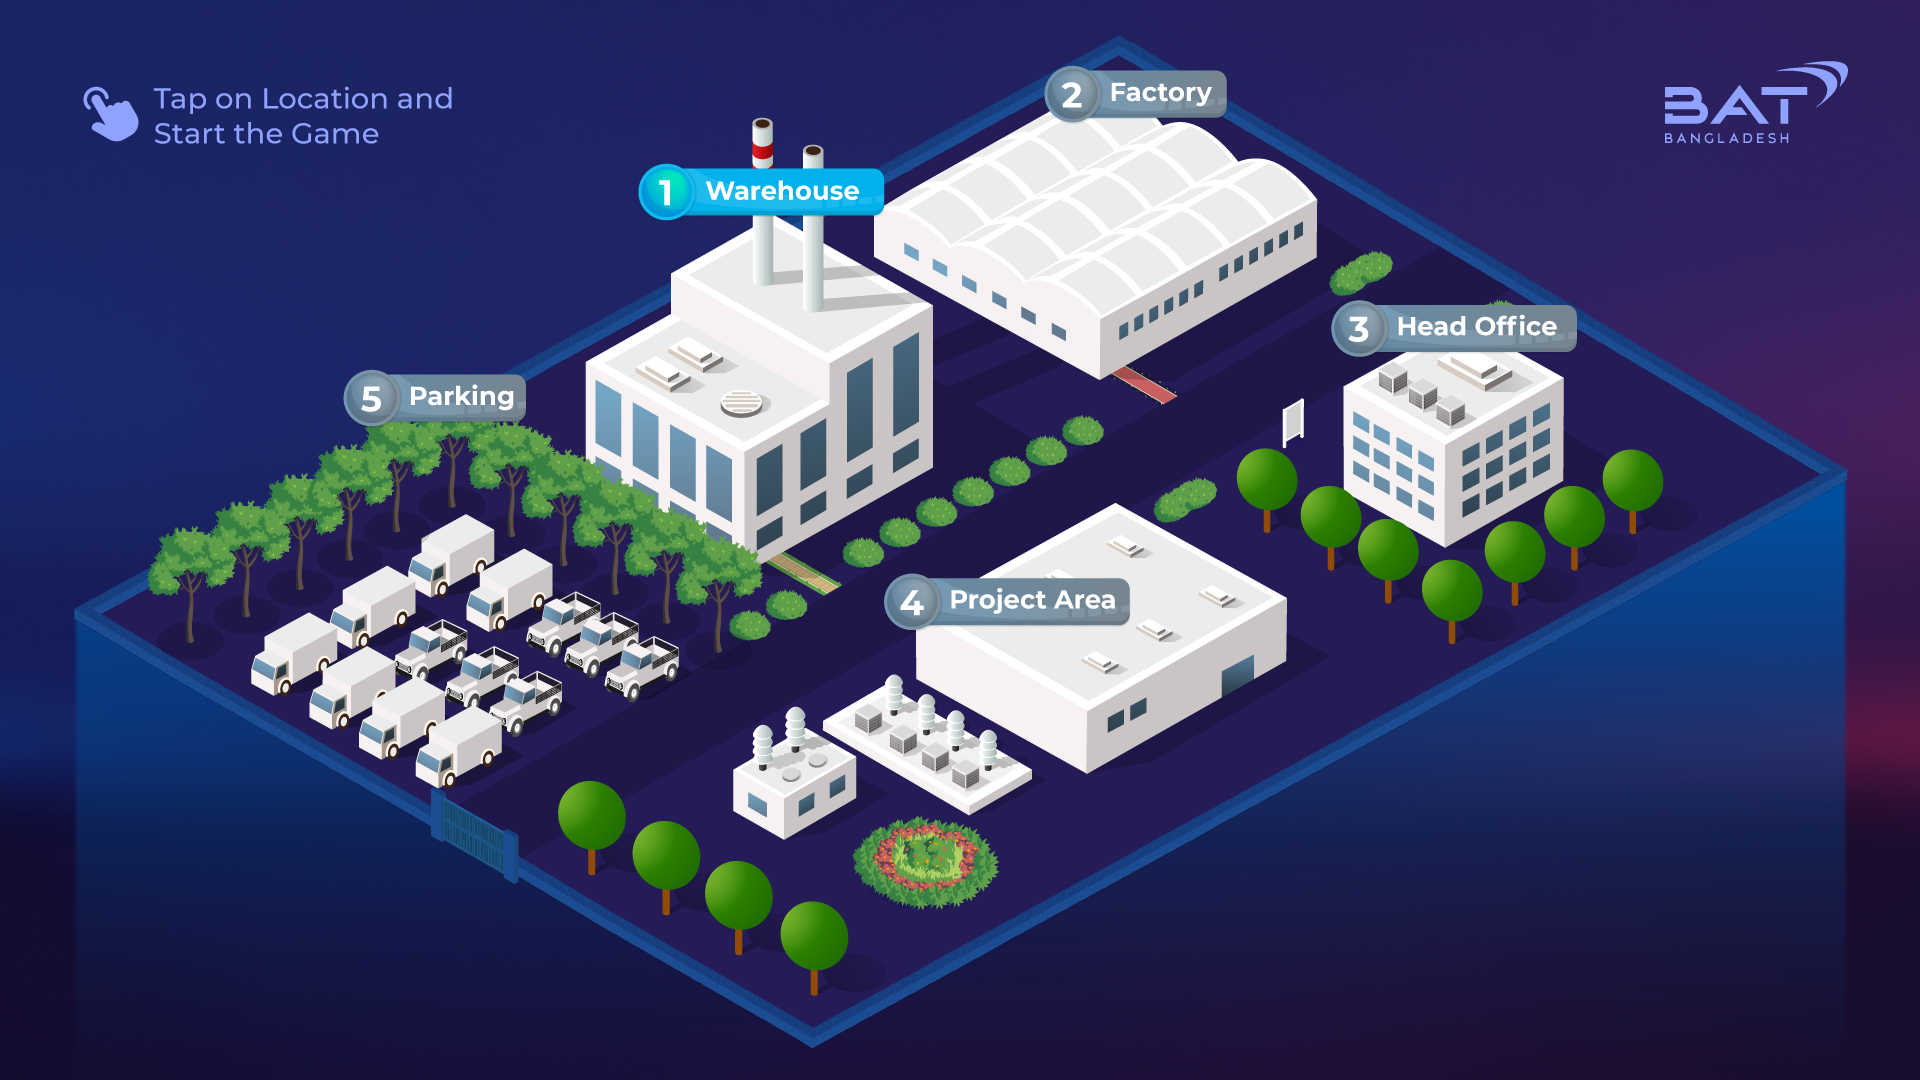 Tap on Location and
Start the Game
BAT
BANGLADESH
1 Warehouse
2 Factory
3 Head Office
4 Project Area
5 Parking